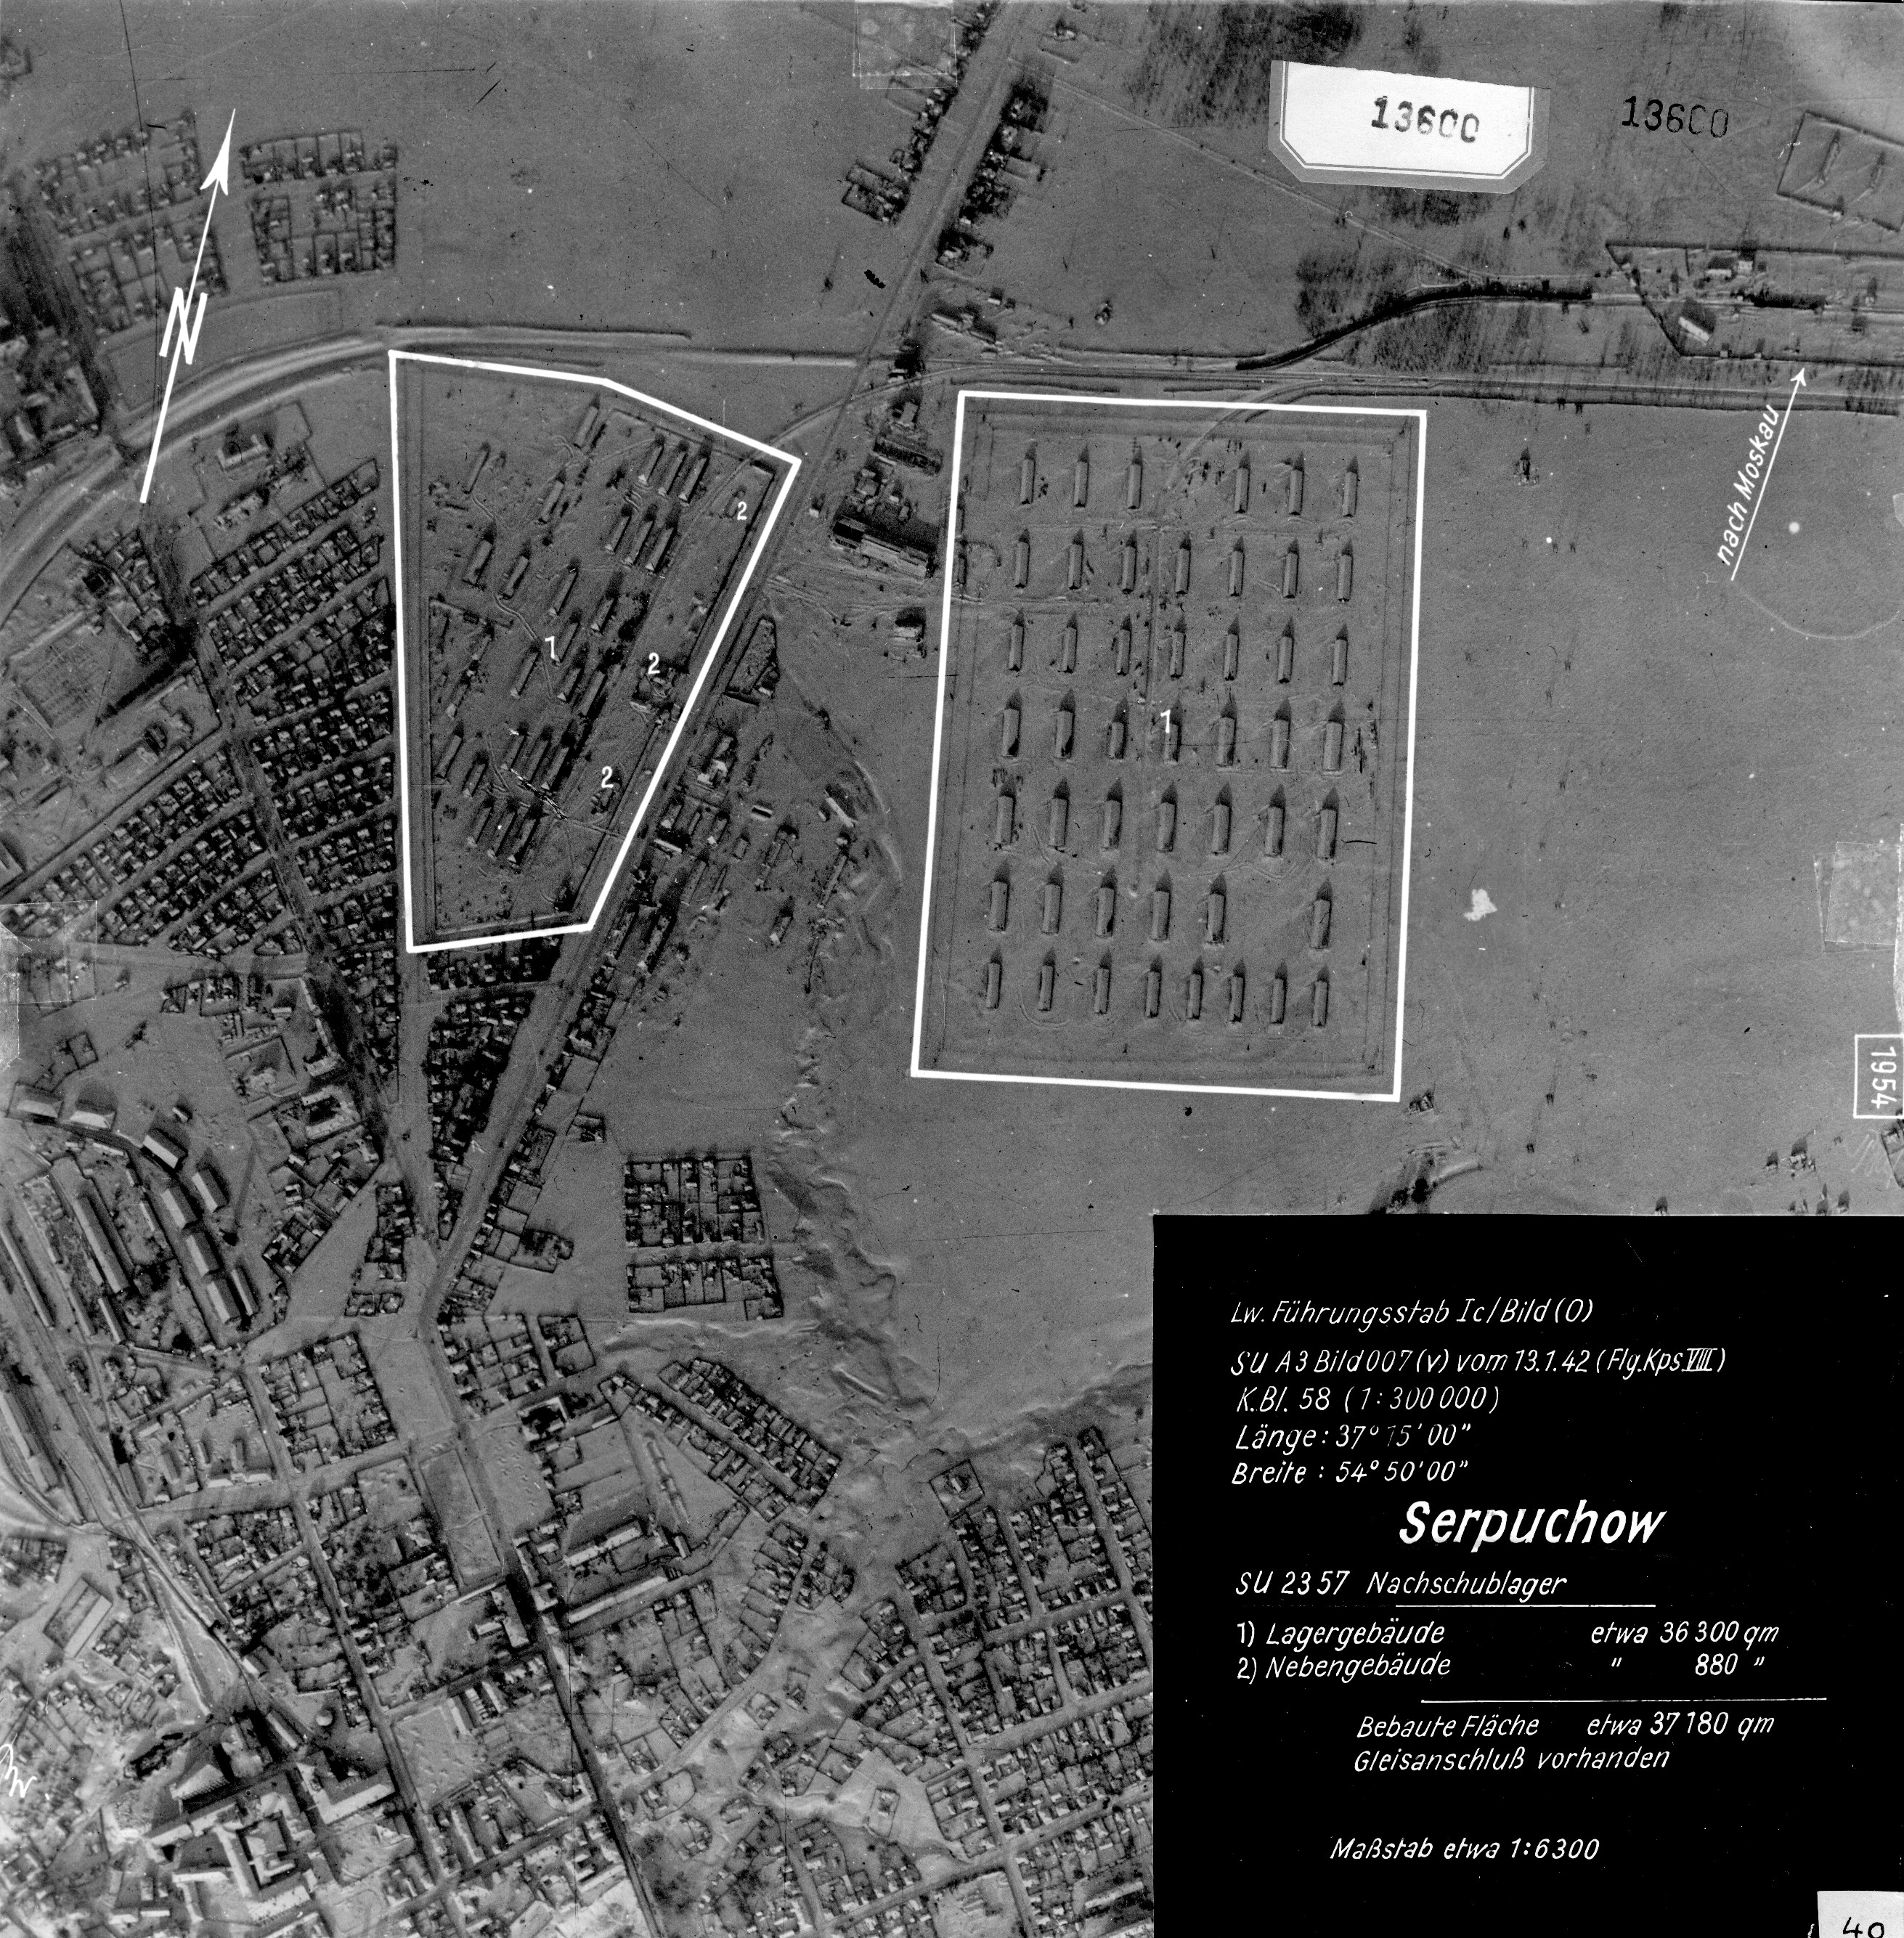 13600
13600
N
nach Moskau
2
1
2
1
2
1954
Lw. Führungsstab Ic/Bild (O)
SU A3 Bild 007 (v) vom 13.1.42 (Flg.Kps.VIII)
K.Bl. 58 (1:300 000)
Länge: 37° 15' 00"
Breite: 54° 50' 00"
Serpuchow
SU 23 57 Nachschublager
1) Lagergebäude etwa 36 300 qm
2) Nebengebäude " 880 "
Bebaute Fläche etwa 37 180 qm
Gleisanschluß vorhanden
Maßstab etwa 1:6300
40